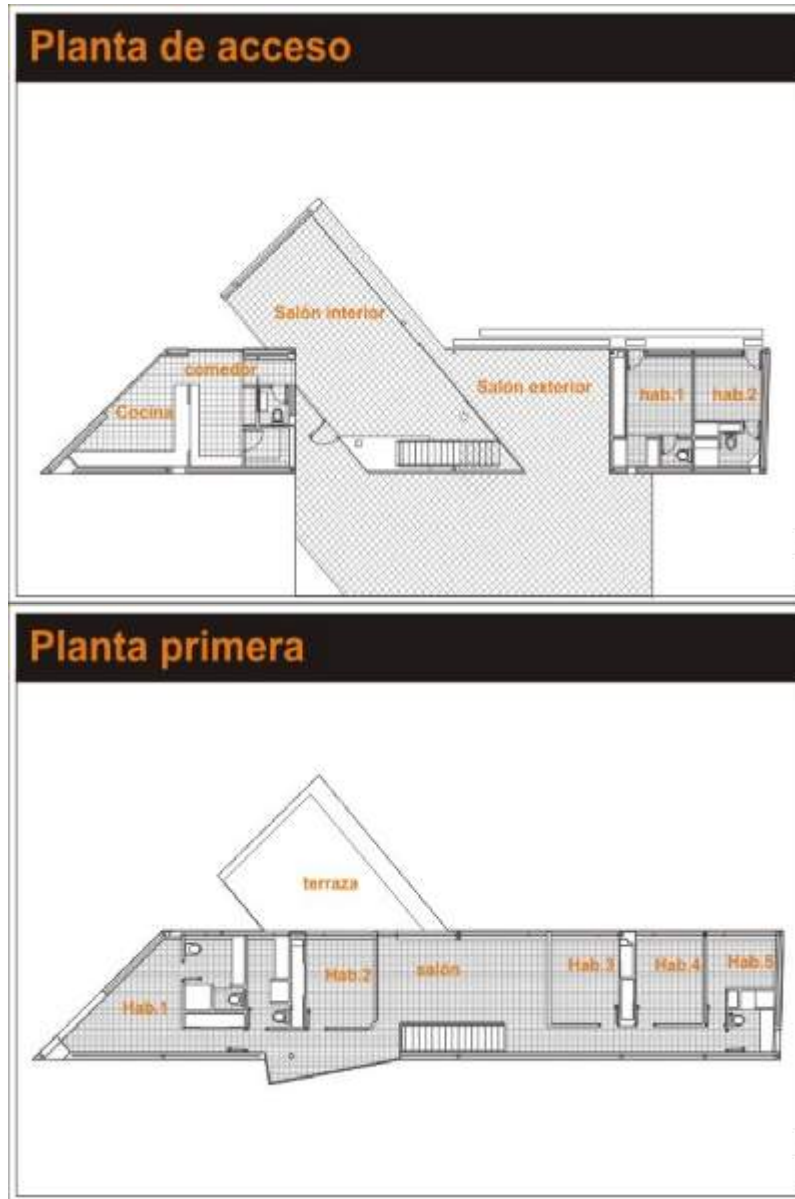 Planta de acceso
Salón interior
comedor
Salón exterior
Cocina
hab.1
hab.2
Planta primera
terraza
Hab.1
Hab.2
salón
Hab.3
Hab.4
Hab.5